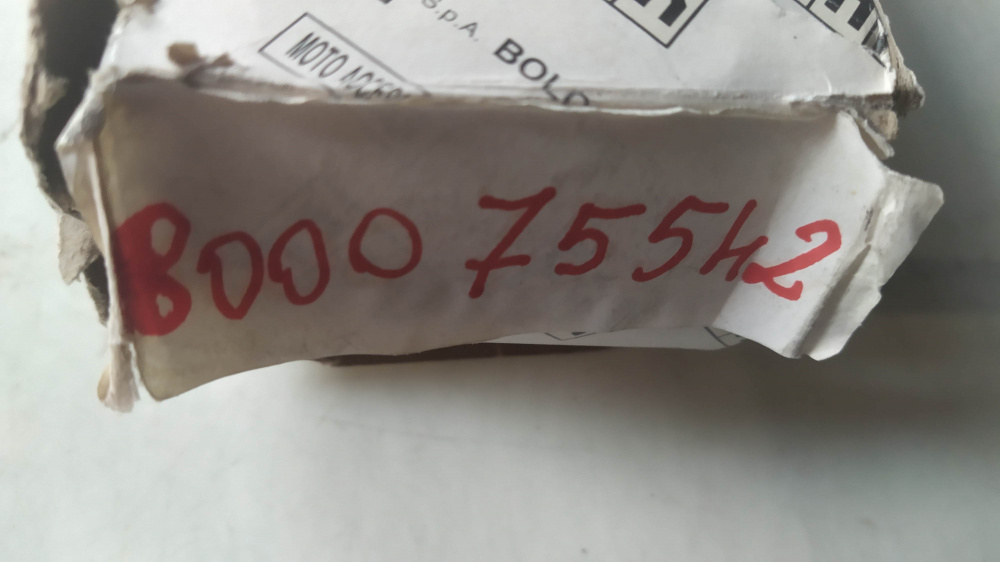 S.p.A.
MOTO
BOLD
8000 75542